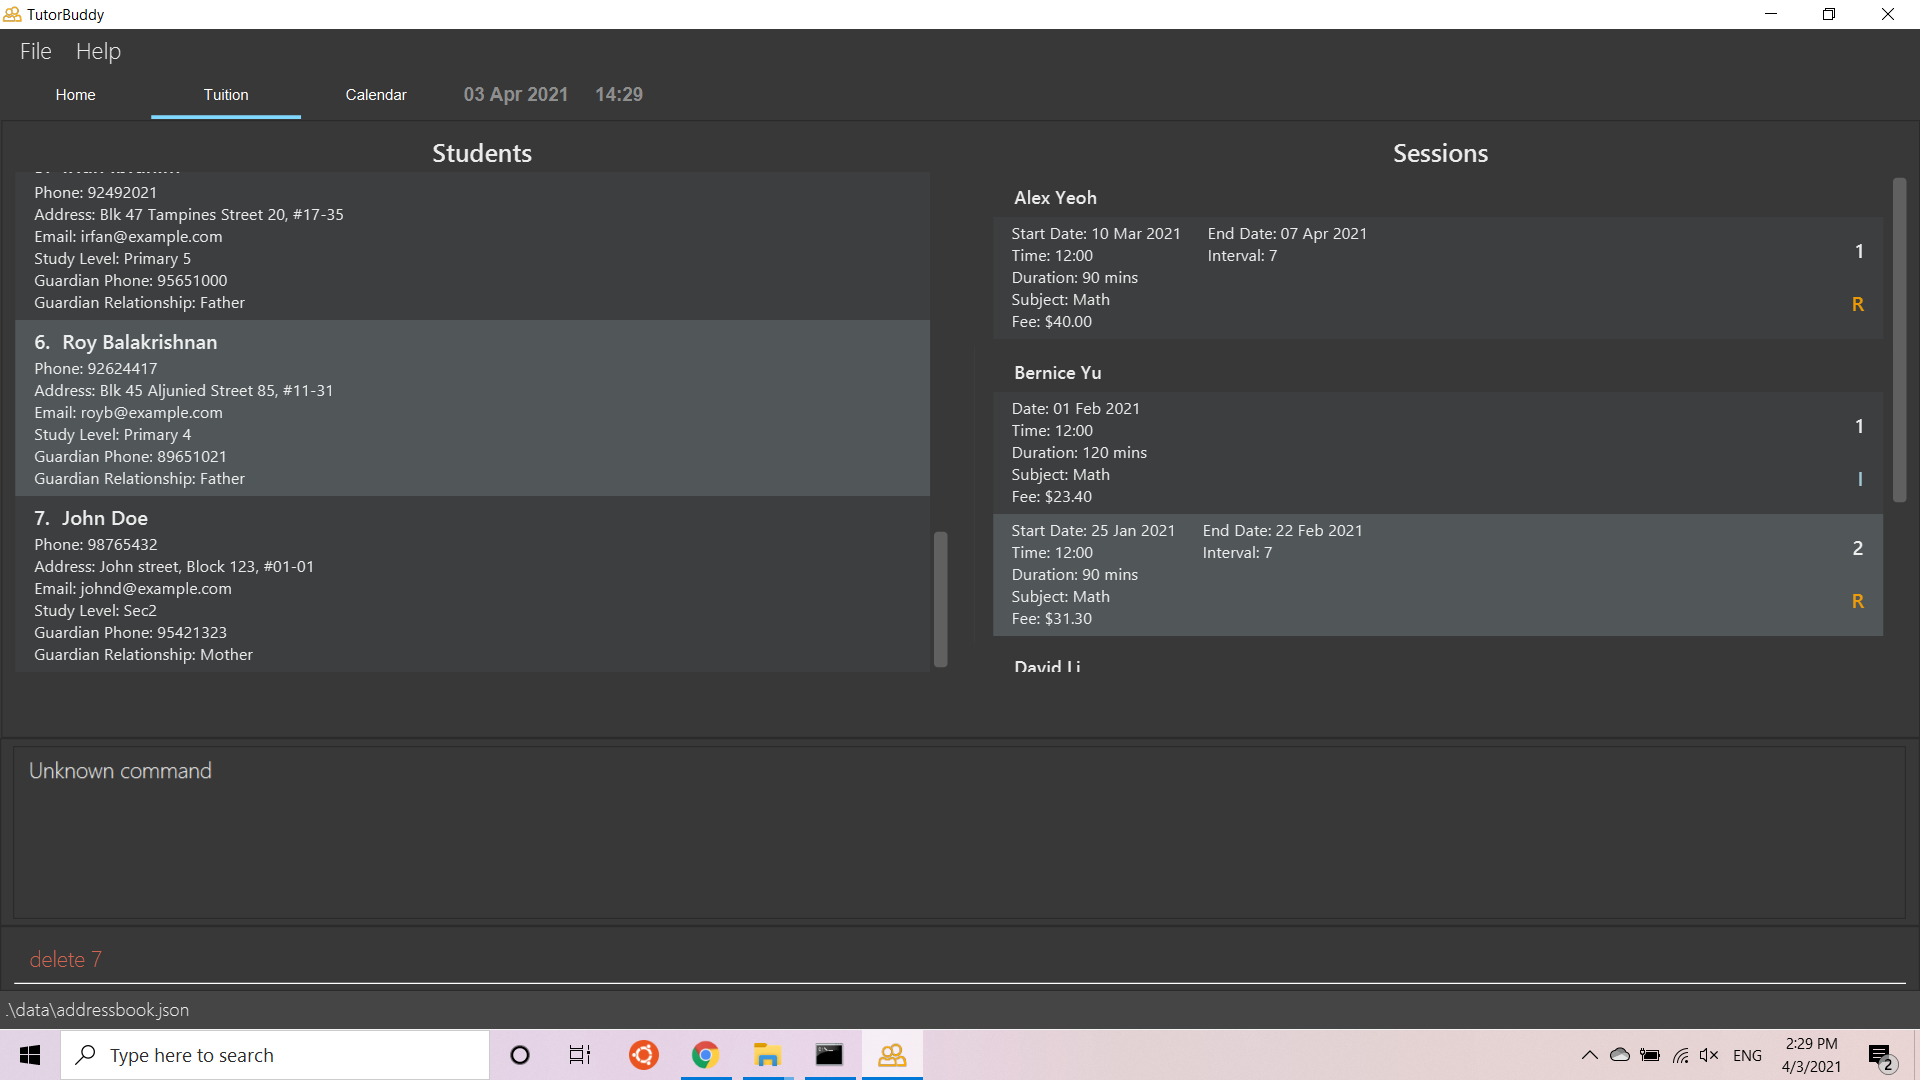 TutorBuddy
File Help
Home Tuition Calendar 03 Apr 2021 14:29
Students
Phone: 92492021
Address: Blk 47 Tampines Street 20, #17-35
Email: irfan@example.com
Study Level: Primary 5
Guardian Phone: 95651000
Guardian Relationship: Father
6. Roy Balakrishnan
Phone: 92624417
Address: Blk 45 Aljunied Street 85, #11-31
Email: royb@example.com
Study Level: Primary 4
Guardian Phone: 89651021
Guardian Relationship: Father
7. John Doe
Phone: 98765432
Address: John street, Block 123, #01-01
Email: johnd@example.com
Study Level: Sec2
Guardian Phone: 95421323
Guardian Relationship: Mother
Sessions
Alex Yeoh
Start Date: 10 Mar 2021 End Date: 07 Apr 2021
Time: 12:00 Interval: 7
1
Duration: 90 mins
Subject: Math
R
Fee: $40.00
Bernice Yu
Date: 01 Feb 2021
Time: 12:00
1
Duration: 120 mins
Subject: Math
I
Fee: $23.40
Start Date: 25 Jan 2021 End Date: 22 Feb 2021
Time: 12:00 Interval: 7
2
Duration: 90 mins
Subject: Math
R
Fee: $31.30
David Li
Unknown command
delete 7
.\data\addressbook.json
Type here to search
ENG
2:29 PM
4/3/2021
2